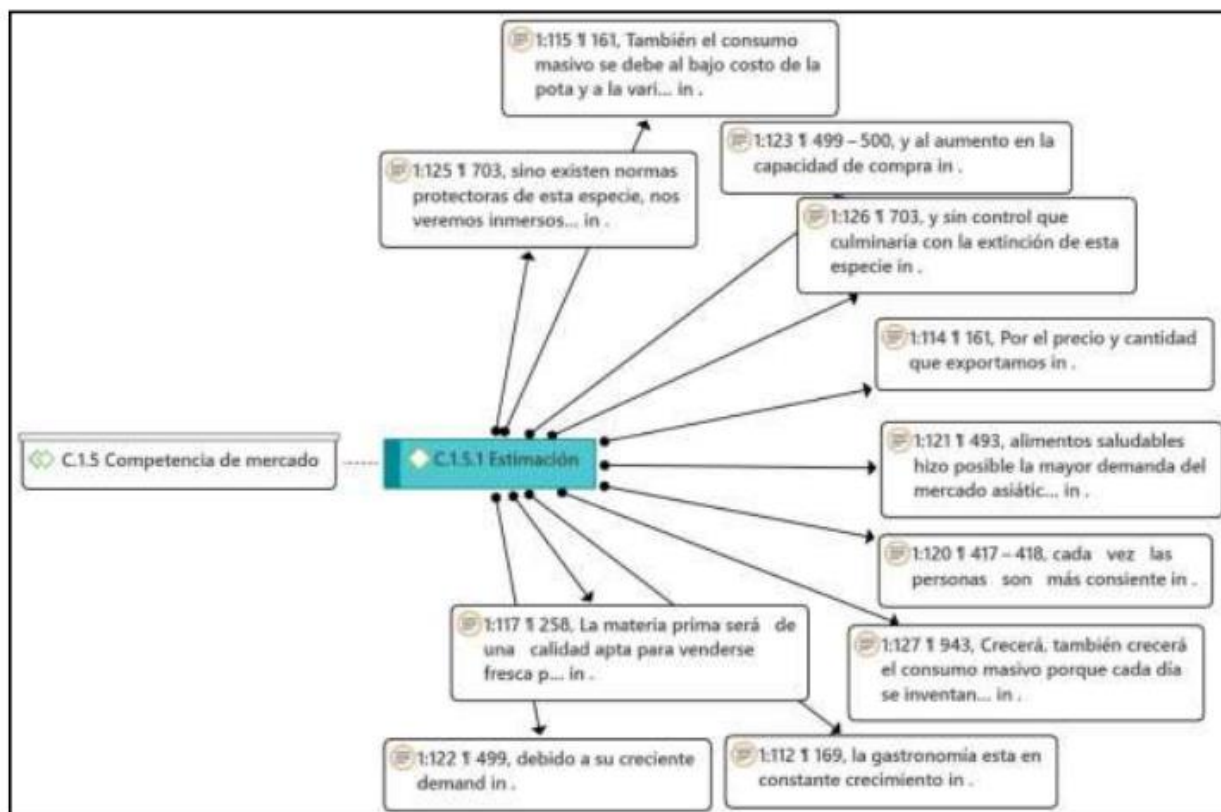 1:115 ¶ 161, También el consumo
masivo se debe al bajo costo de la
pota y a la vari... in .
1:123 ¶ 499 – 500, y al aumento en la
capacidad de compra in .
1:125 ¶ 703, sino existen normas
protectoras de esta especie, nos
veremos inmersos... in .
1:126 ¶ 703, y sin control que
culminaría con la extinción de esta
especie in .
1:114 ¶ 161, Por el precio y cantidad
que exportamos in .
C.1.5 Competencia de mercado
C.1.5.1 Estimación
1:121 ¶ 493, alimentos saludables
hizo posible la mayor demanda del
mercado asiátic... in .
1:120 ¶ 417 – 418, cada vez las
personas son más consiente in .
1:117 ¶ 258, La materia prima será de
una calidad apta para venderse
fresca p... in .
1:127 ¶ 943, Crecerá, también crecerá
el consumo masivo porque cada día
se inventan... in .
1:122 ¶ 499, debido a su creciente
demand in .
1:112 ¶ 169, la gastronomía esta en
constante crecimiento in .